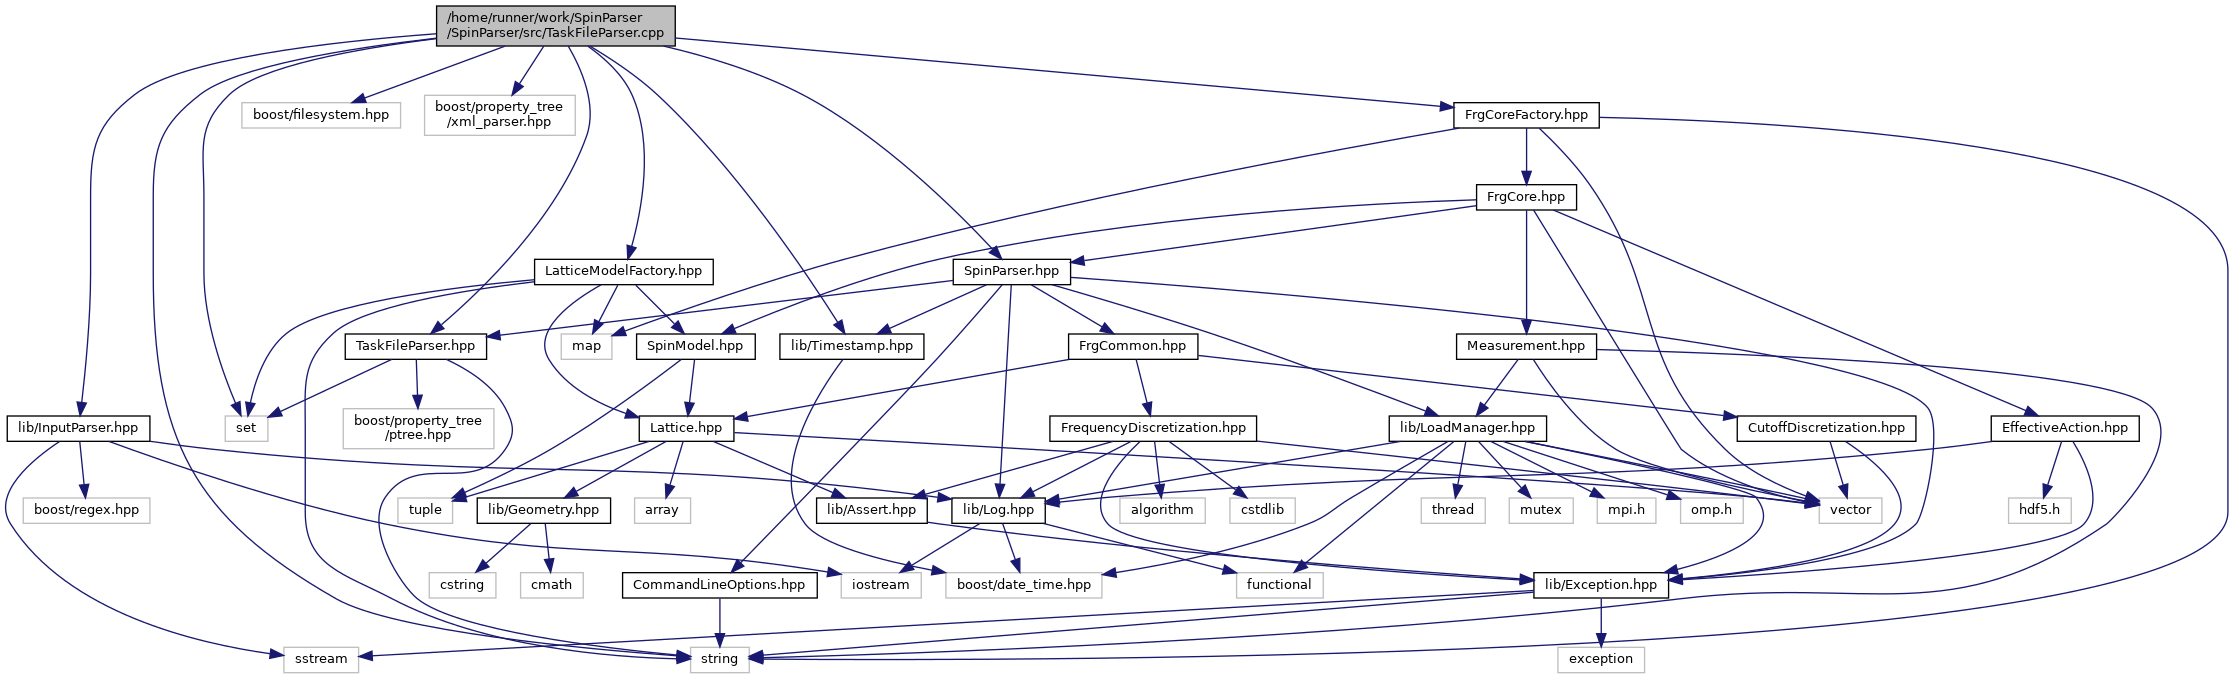 /home/runner/work/SpinParser
/SpinParser/src/TaskFileParser.cpp
boost/filesystem.hpp
boost/property_tree
/xml_parser.hpp
FrgCoreFactory.hpp
FrgCore.hpp
LatticeModelFactory.hpp
SpinParser.hpp
TaskFileParser.hpp
map
SpinModel.hpp
lib/Timestamp.hpp
FrgCommon.hpp
Measurement.hpp
lib/InputParser.hpp
set
boost/property_tree
/ptree.hpp
Lattice.hpp
FrequencyDiscretization.hpp
lib/LoadManager.hpp
CutoffDiscretization.hpp
EffectiveAction.hpp
boost/regex.hpp
tuple
lib/Geometry.hpp
array
lib/Assert.hpp
lib/Log.hpp
algorithm
cstdlib
thread
mutex
mpi.h
omp.h
vector
hdf5.h
cstring
cmath
CommandLineOptions.hpp
iostream
boost/date_time.hpp
functional
lib/Exception.hpp
sstream
string
exception